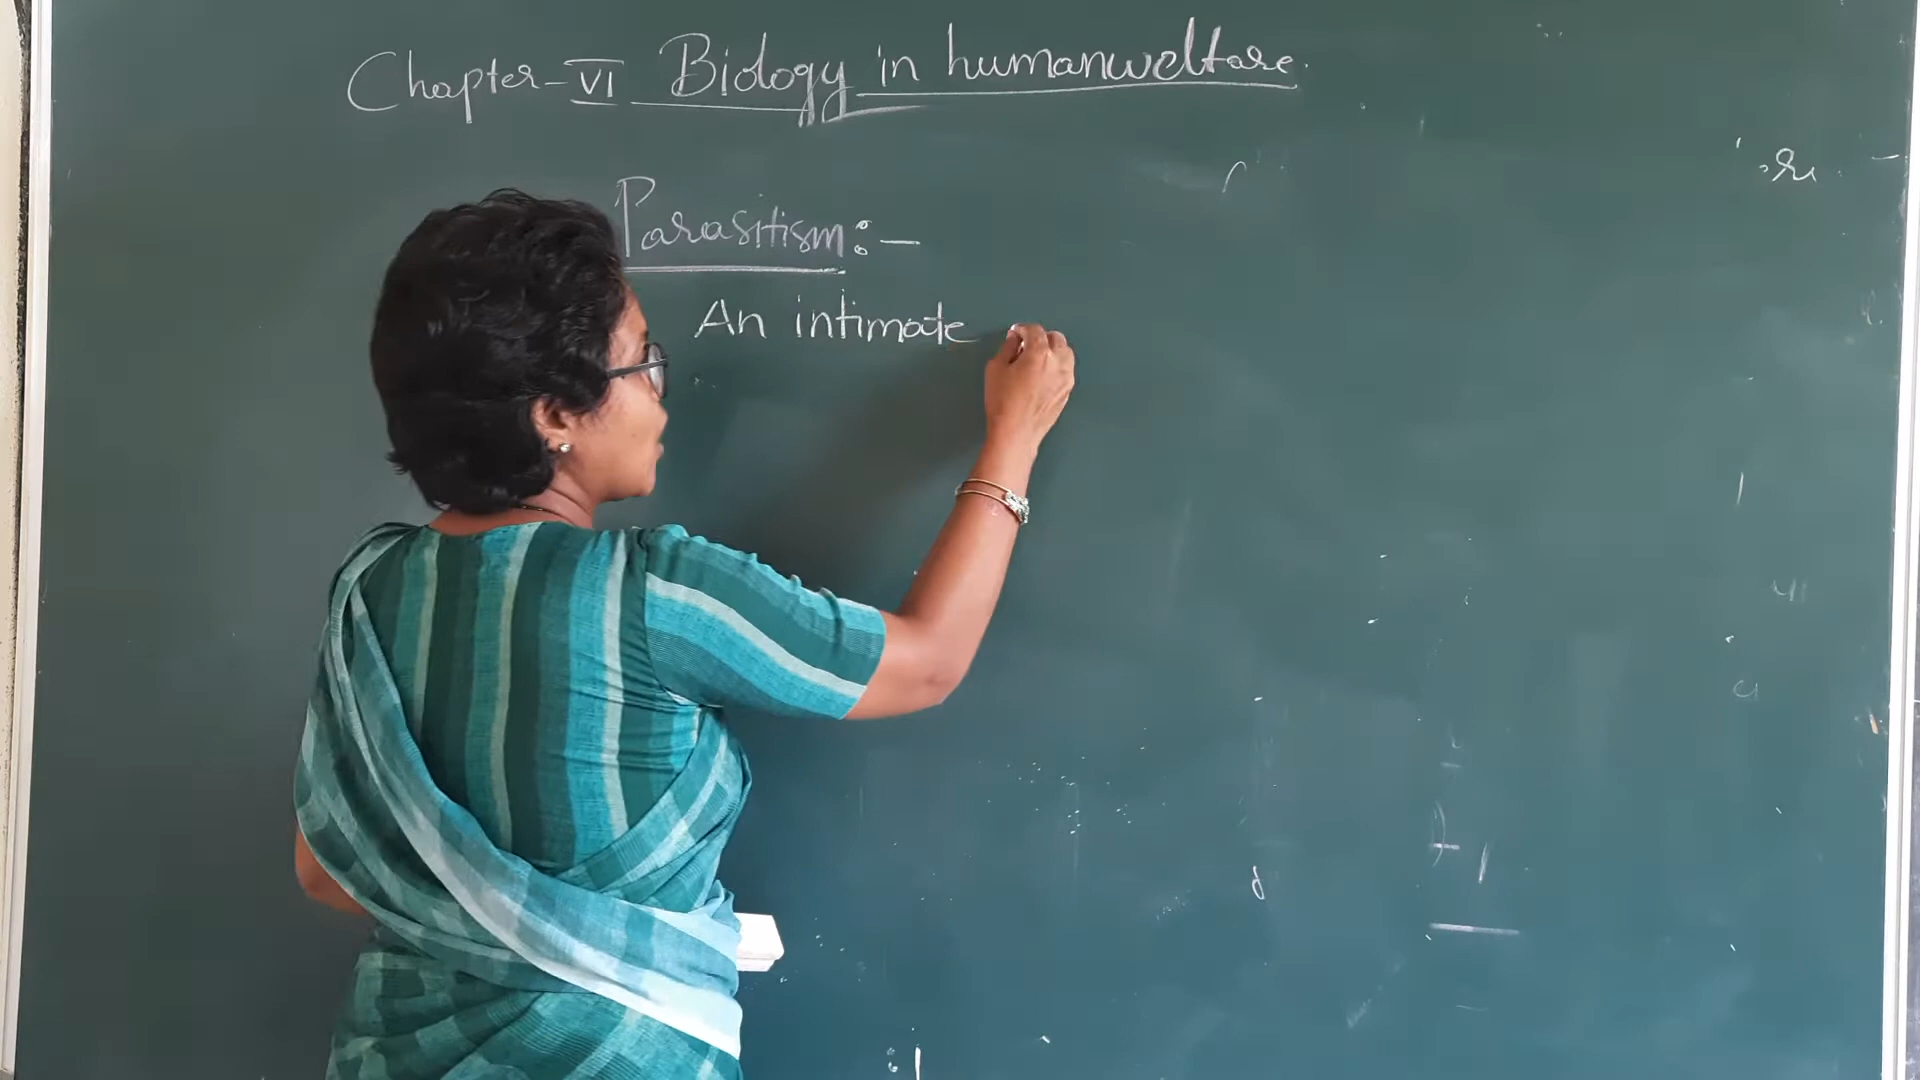 Chapter-VI Biology in humanwelfare.
Parasitism:-
An intimate